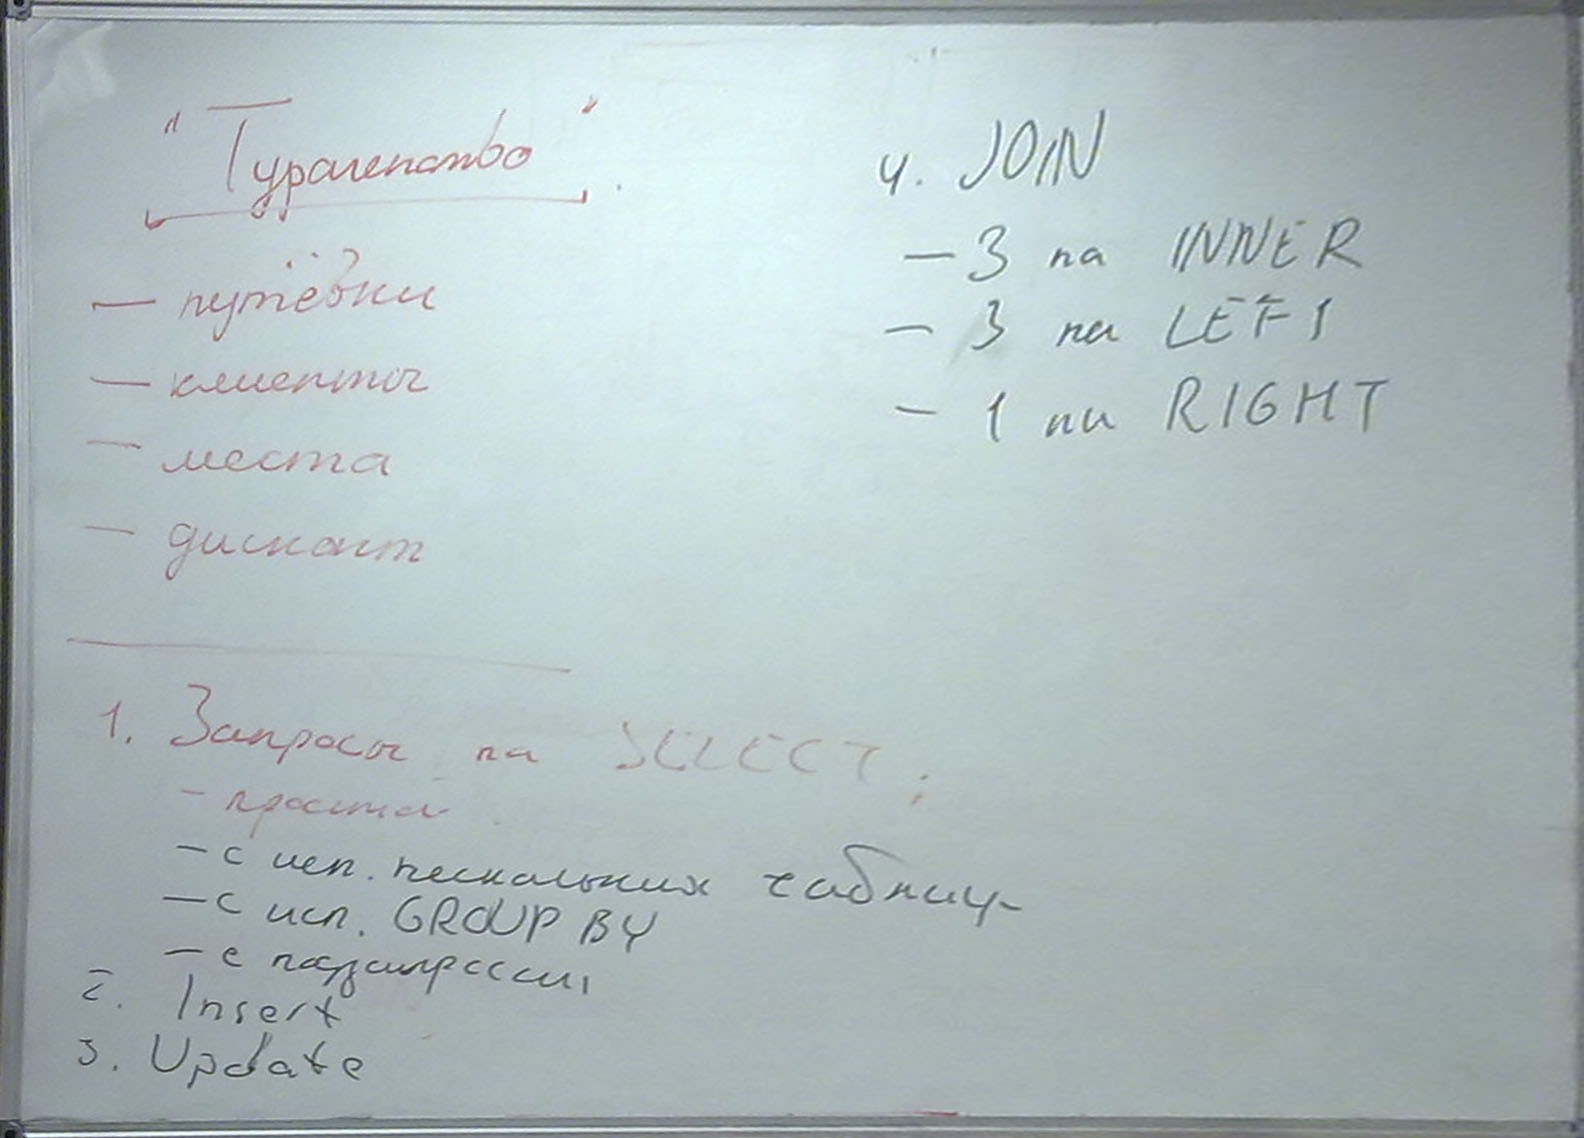 "Турагентство"
— путёвки
— клиенты
— места
— дисконт
1. Запросы на SELECT:
- простые
- с исп. нескольких таблиц
- с исп. GROUP BY
- с подзапросами
2. Insert
3. Update
4. JOIN
- 3 на INNER
- 3 на LEFT
- 1 на RIGHT